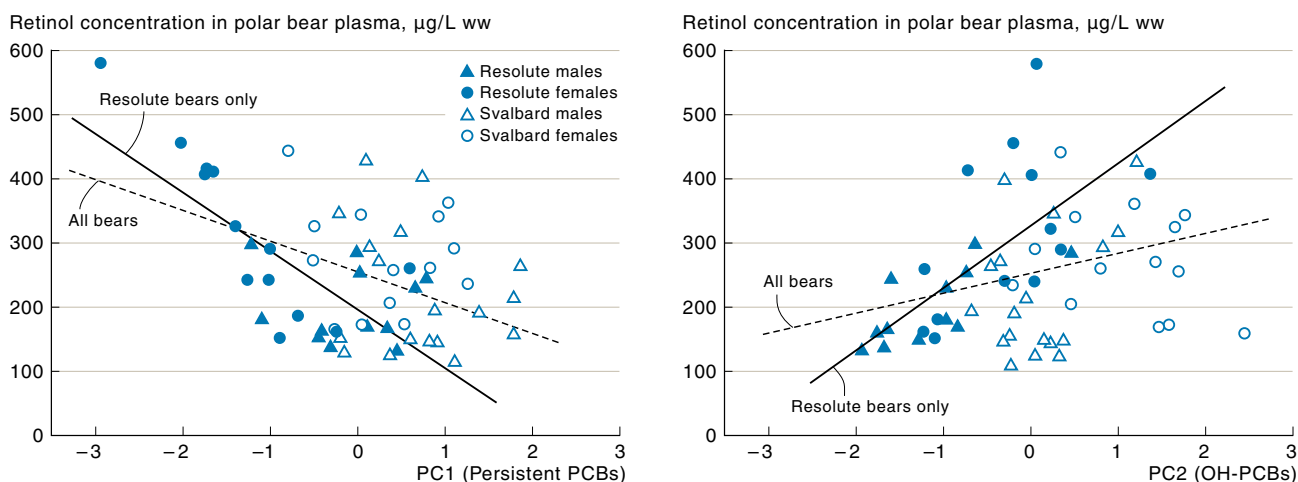 Retinol concentration in polar bear plasma, µg/L ww
600
500
400
300
200
100
0
−3
−2
−1
0
1
2
3
PC1 (Persistent PCBs)
Resolute bears only
All bears
Resolute males
Resolute females
Svalbard males
Svalbard females
Retinol concentration in polar bear plasma, µg/L ww
600
500
400
300
200
100
0
−3
−2
−1
0
1
2
3
PC2 (OH-PCBs)
All bears
Resolute bears only